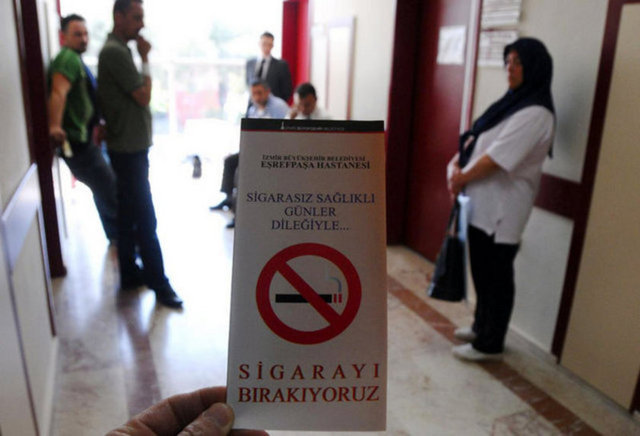 İZMİR BÜYÜKŞEHİR BELEDİYESİ
EŞREFPAŞA HASTANESİ
SİGARASIZ SAĞLIKLI
GÜNLER
DİLEĞİYLE...
SİGARAYI
BIRAKIYORUZ